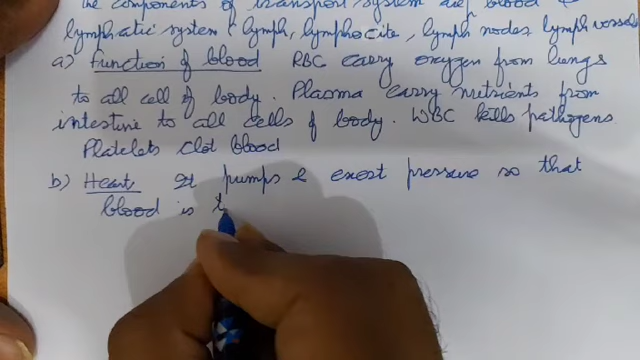 the components of transport system are blood &
lymphatic system (lymph, lymphocite, lymph nodes lymph vessels
a) Function of blood RBC carry oxygen from lungs
to all cell of body. Plasma carry nutrients from
intestine to all cells of body. WBC kills pathogens
Platelets clot blood
b) Heart It pumps & exert pressure so that
blood is t